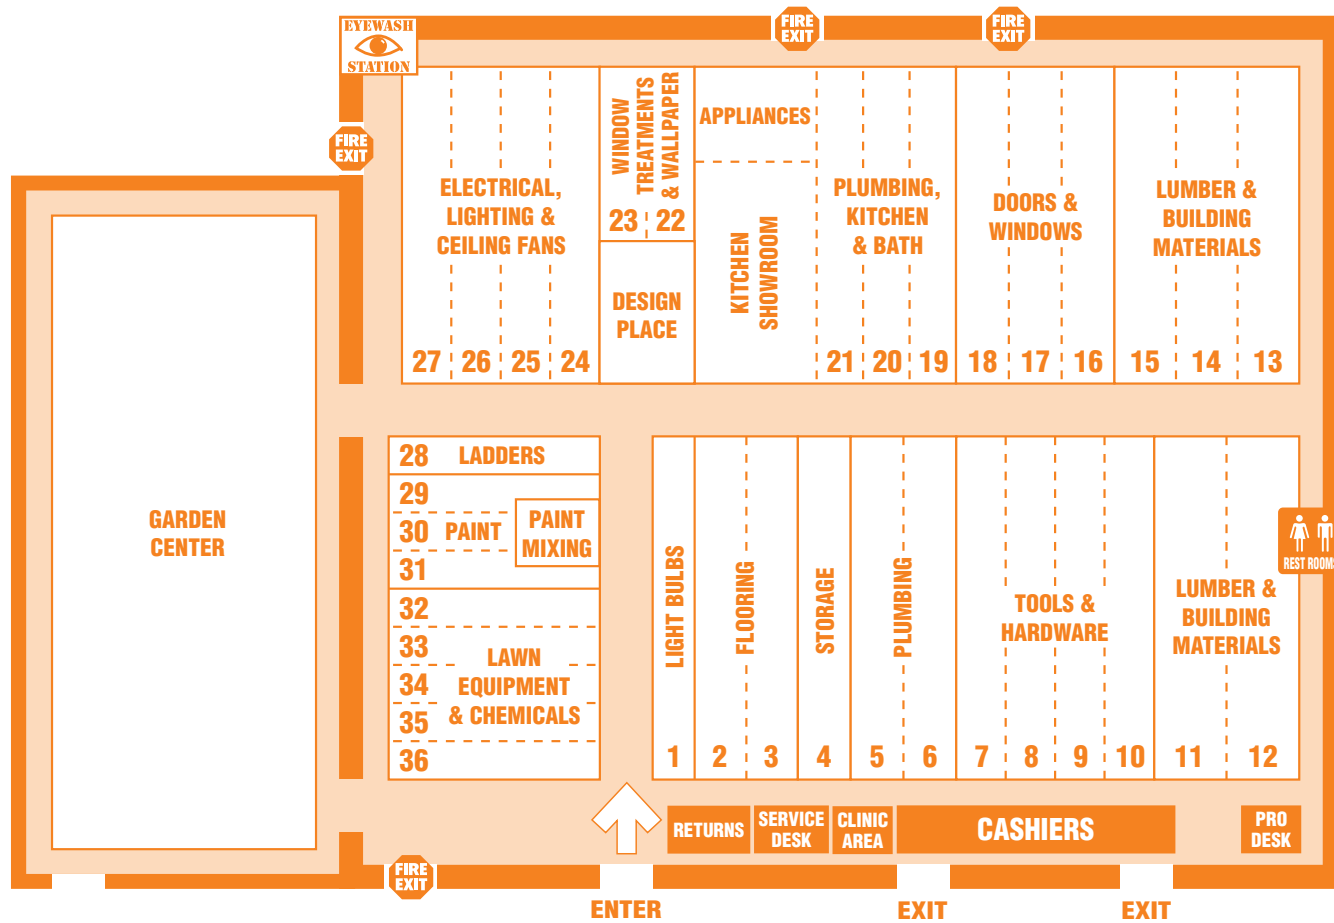 EYEWASH
STATION
FIRE
EXIT
FIRE
EXIT
FIRE
EXIT
ELECTRICAL,
LIGHTING &
CEILING FANS
27 26 25 24
WINDOW
TREATMENTS
& WALLPAPER
23 22
DESIGN
PLACE
APPLIANCES
KITCHEN
SHOWROOM
PLUMBING,
KITCHEN
& BATH
21 20 19
DOORS &
WINDOWS
18 17 16
LUMBER &
BUILDING
MATERIALS
15 14 13
GARDEN
CENTER
28 LADDERS
29
30 PAINT
31
PAINT
MIXING
32
33
34
35
36
LAWN
EQUIPMENT
& CHEMICALS
LIGHT BULBS
1
FLOORING
2 3
STORAGE
4
PLUMBING
5 6
TOOLS &
HARDWARE
7 8 9 10
LUMBER &
BUILDING
MATERIALS
11 12
REST ROOMS
RETURNS
SERVICE
DESK
CLINIC
AREA
CASHIERS
PRO
DESK
FIRE
EXIT
ENTER
EXIT
EXIT